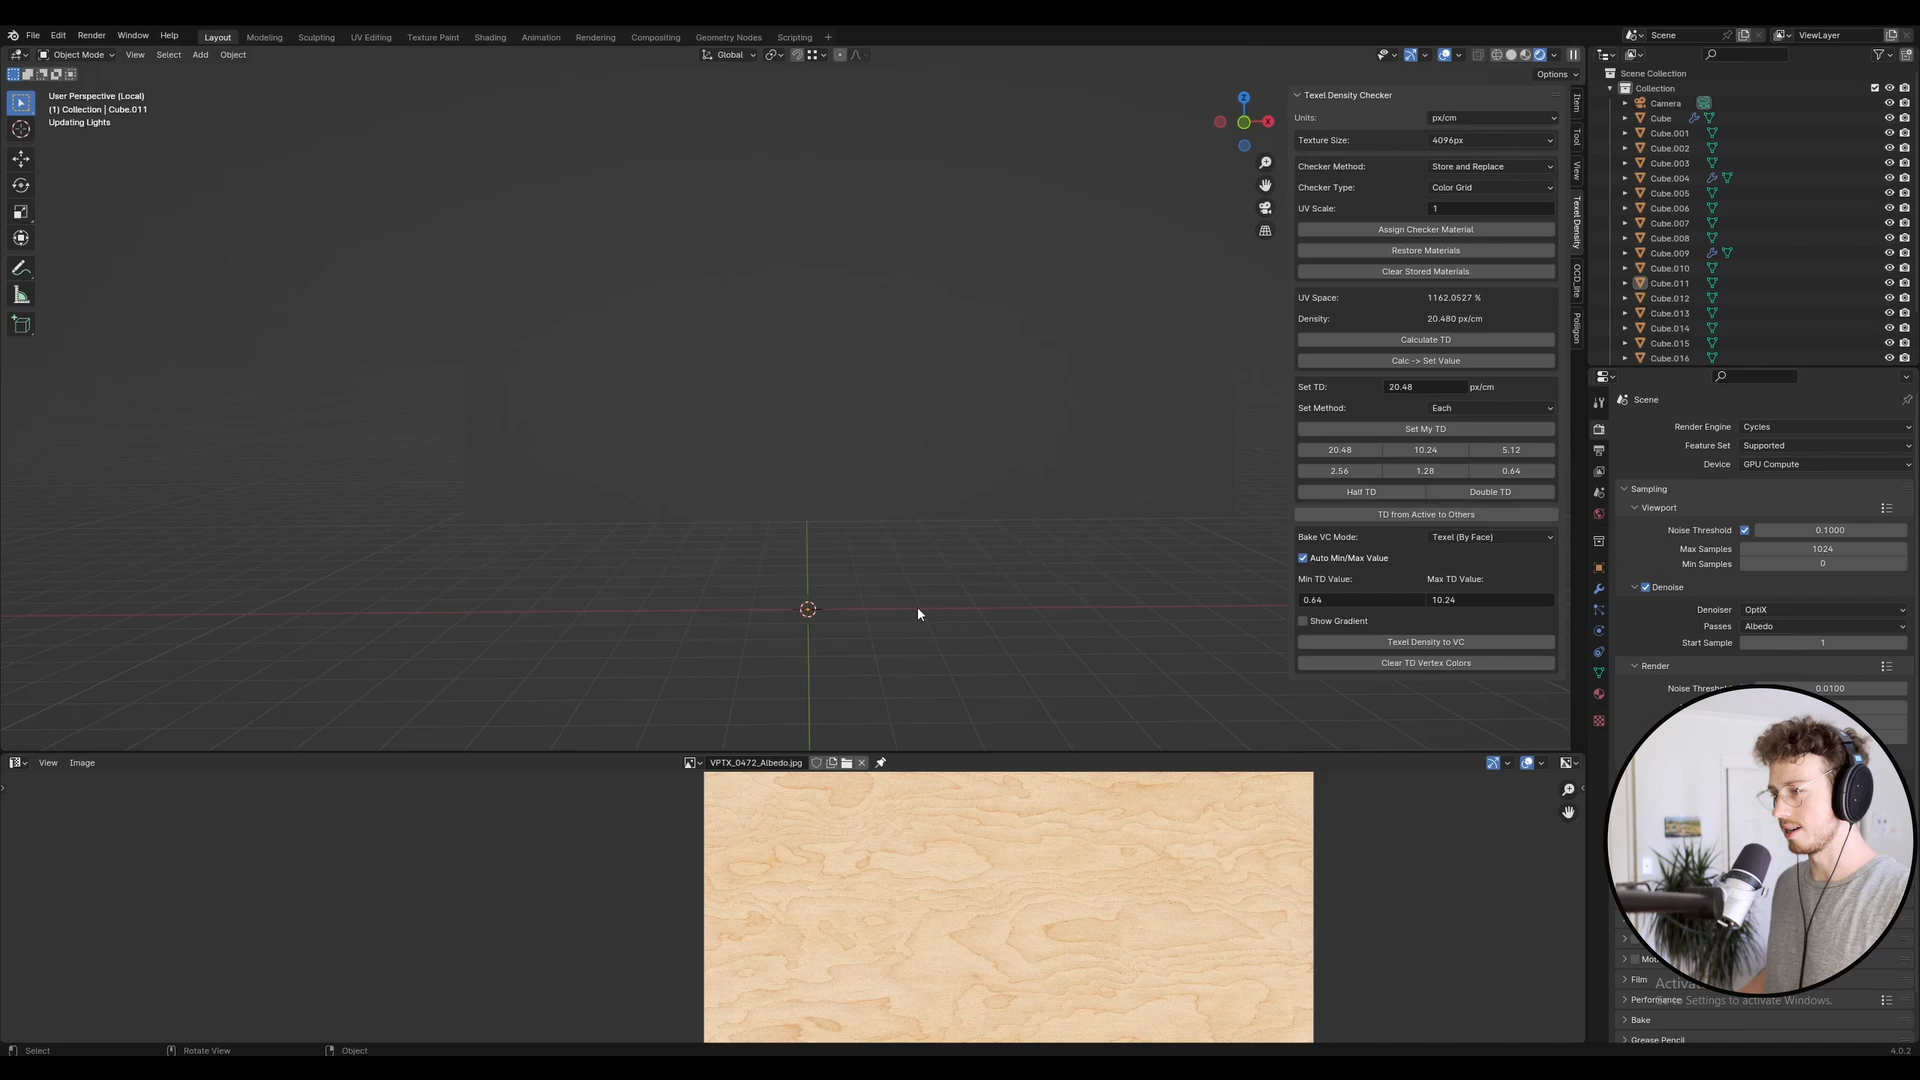 File Edit Render Window Help Layout Modeling Sculpting UV Editing Texture Paint Shading Animation Rendering Compositing Geometry Nodes Scripting + Scene ViewLayer
Object Mode View Select Add Object Global
Options
User Perspective (Local)
(1) Collection | Cube.011
Updating Lights
Z
X
Texel Density Checker
Units: px/cm
Texture Size: 4096px
Checker Method: Store and Replace
Checker Type: Color Grid
UV Scale: 1
Assign Checker Material
Restore Materials
Clear Stored Materials
UV Space: 1162.0527 %
Density: 20.480 px/cm
Calculate TD
Calc -> Set Value
Set TD: 20.48 px/cm
Set Method: Each
Set My TD
20.48 10.24 5.12
2.56 1.28 0.64
Half TD Double TD
TD from Active to Others
Bake VC Mode: Texel (By Face)
Auto Min/Max Value
Min TD Value: Max TD Value:
0.64 10.24
Show Gradient
Texel Density to VC
Clear TD Vertex Colors
Item
Tool
View
Texel Density
OCD_lite
Poliigon
Scene Collection
Collection
Camera
Cube
Cube.001
Cube.002
Cube.003
Cube.004
Cube.005
Cube.006
Cube.007
Cube.008
Cube.009
Cube.010
Cube.011
Cube.012
Cube.013
Cube.014
Cube.015
Cube.016
Scene
Render Engine Cycles
Feature Set Supported
Device GPU Compute
Sampling
Viewport
Noise Threshold 0.1000
Max Samples 1024
Min Samples 0
Denoise
Denoiser OptiX
Passes Albedo
Start Sample 1
Render
Noise Threshold 0.0100
Film
Performance
Bake
Grease Pencil
to Settings to activate Windows.
View Image VPTX_0472_Albedo.jpg
Select Rotate View Object 4.0.2